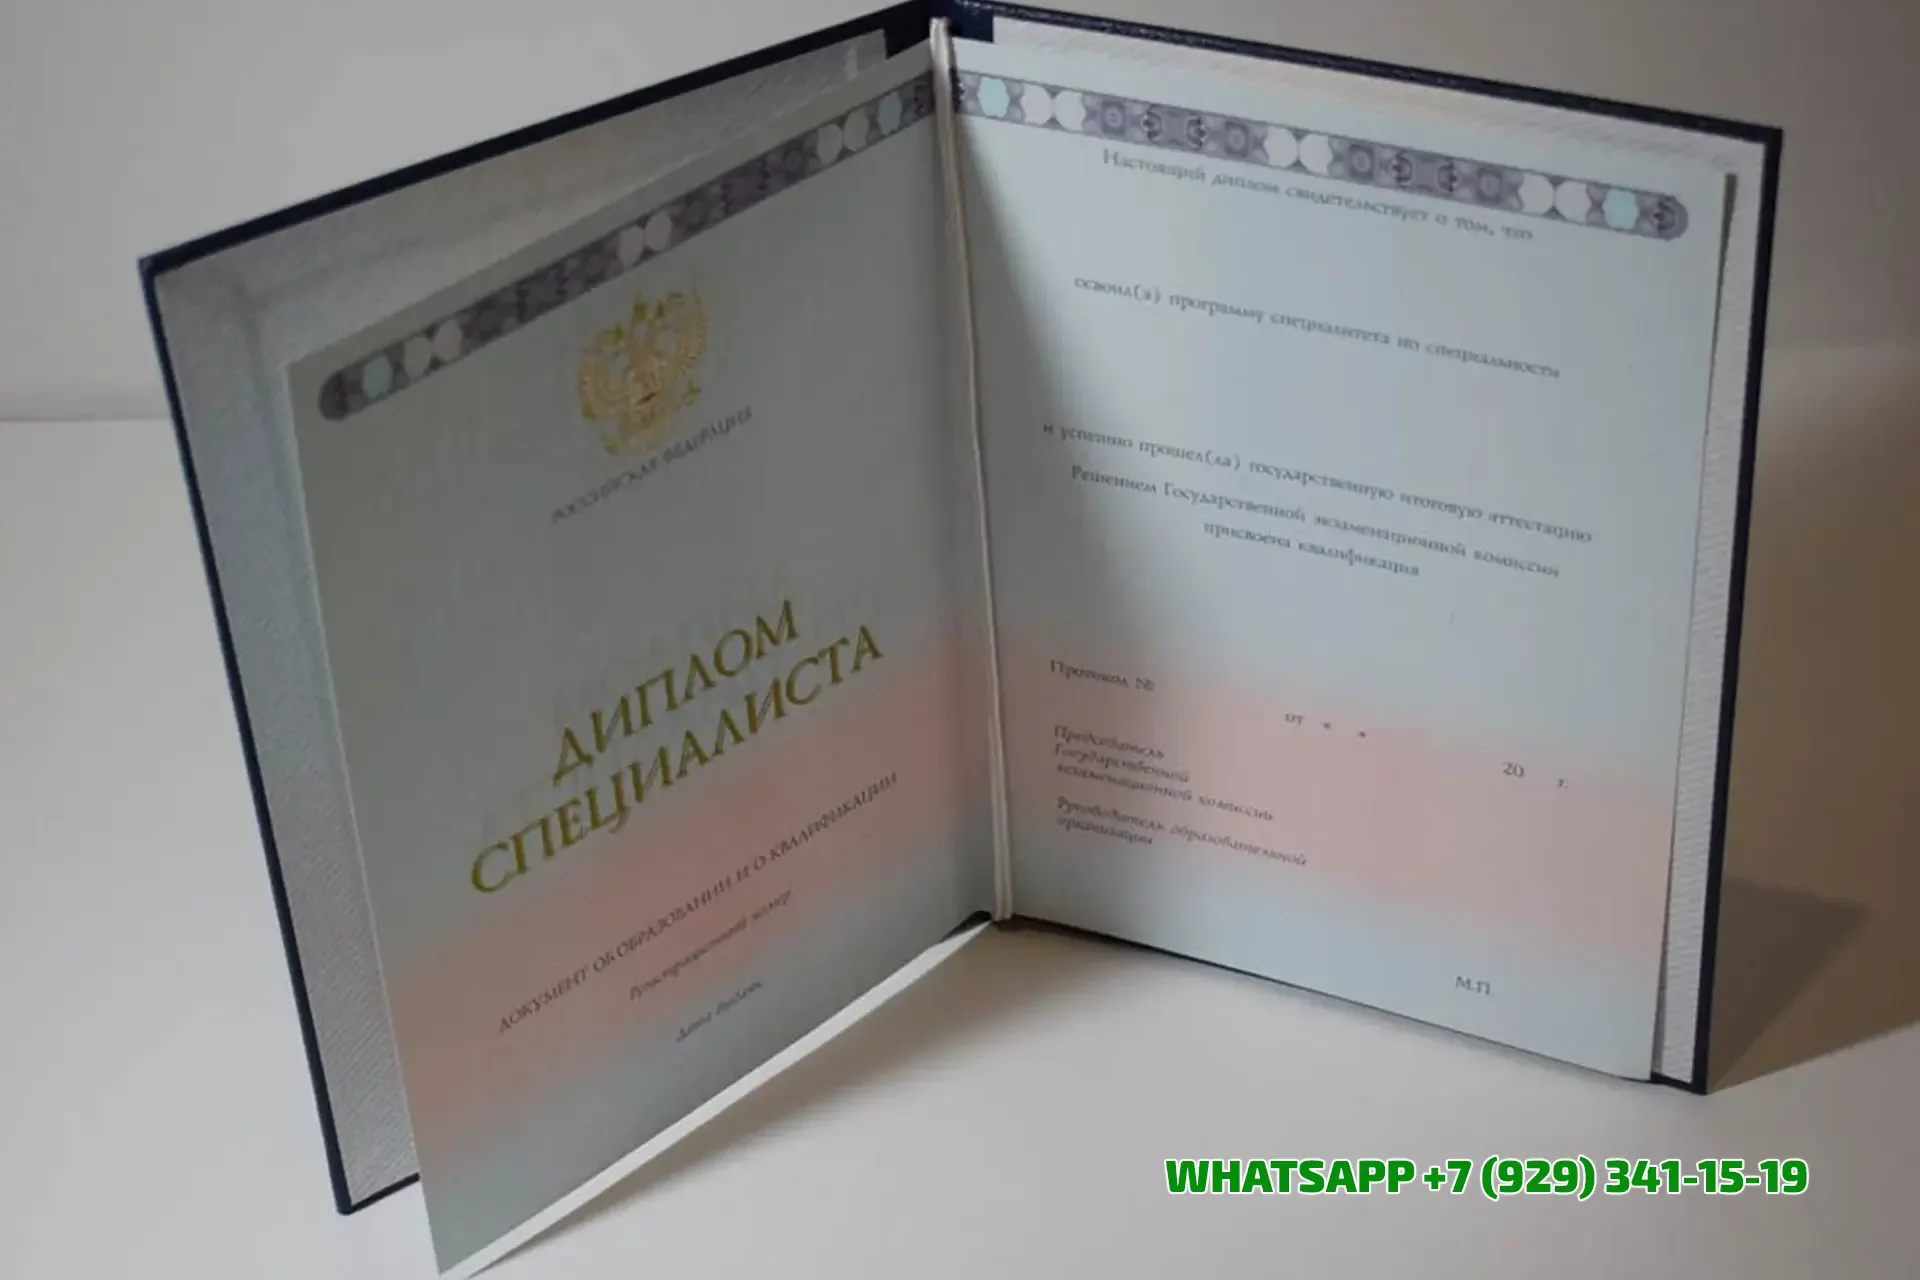 РОССИЙСКАЯ ФЕДЕРАЦИЯ
ДИПЛОМ
СПЕЦИАЛИСТА
ДОКУМЕНТ ОБ ОБРАЗОВАНИИ И О КВАЛИФИКАЦИИ
Регистрационный номер
Дата выдачи
Настоящий диплом свидетельствует о том, что
освоил(а) программу специалитета по специальности
и успешно прошел(ла) государственную итоговую аттестацию
Решением Государственной экзаменационной комиссии
присвоена квалификация
Протокол №
от « »
20 г.
Председатель
Государственной
экзаменационной комиссии
Руководитель образовательной
организации
М.П.
WHATSAPP +7 (929) 341-15-19